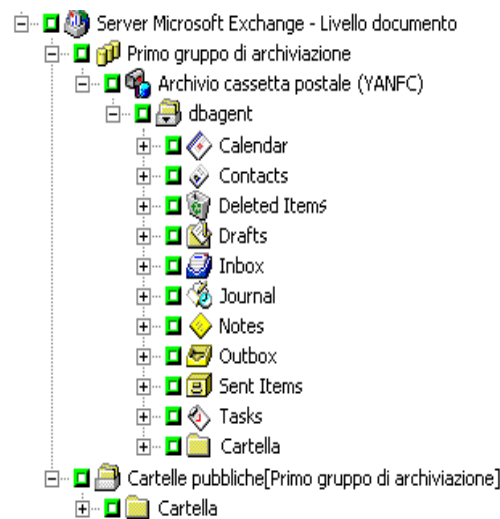 Server Microsoft Exchange - Livello documento
Primo gruppo di archiviazione
Archivio cassetta postale (YANFC)
dbagent
Calendar
Contacts
Deleted Items
Drafts
Inbox
Journal
Notes
Outbox
Sent Items
Tasks
Cartella
Cartelle pubbliche[Primo gruppo di archiviazione]
Cartella